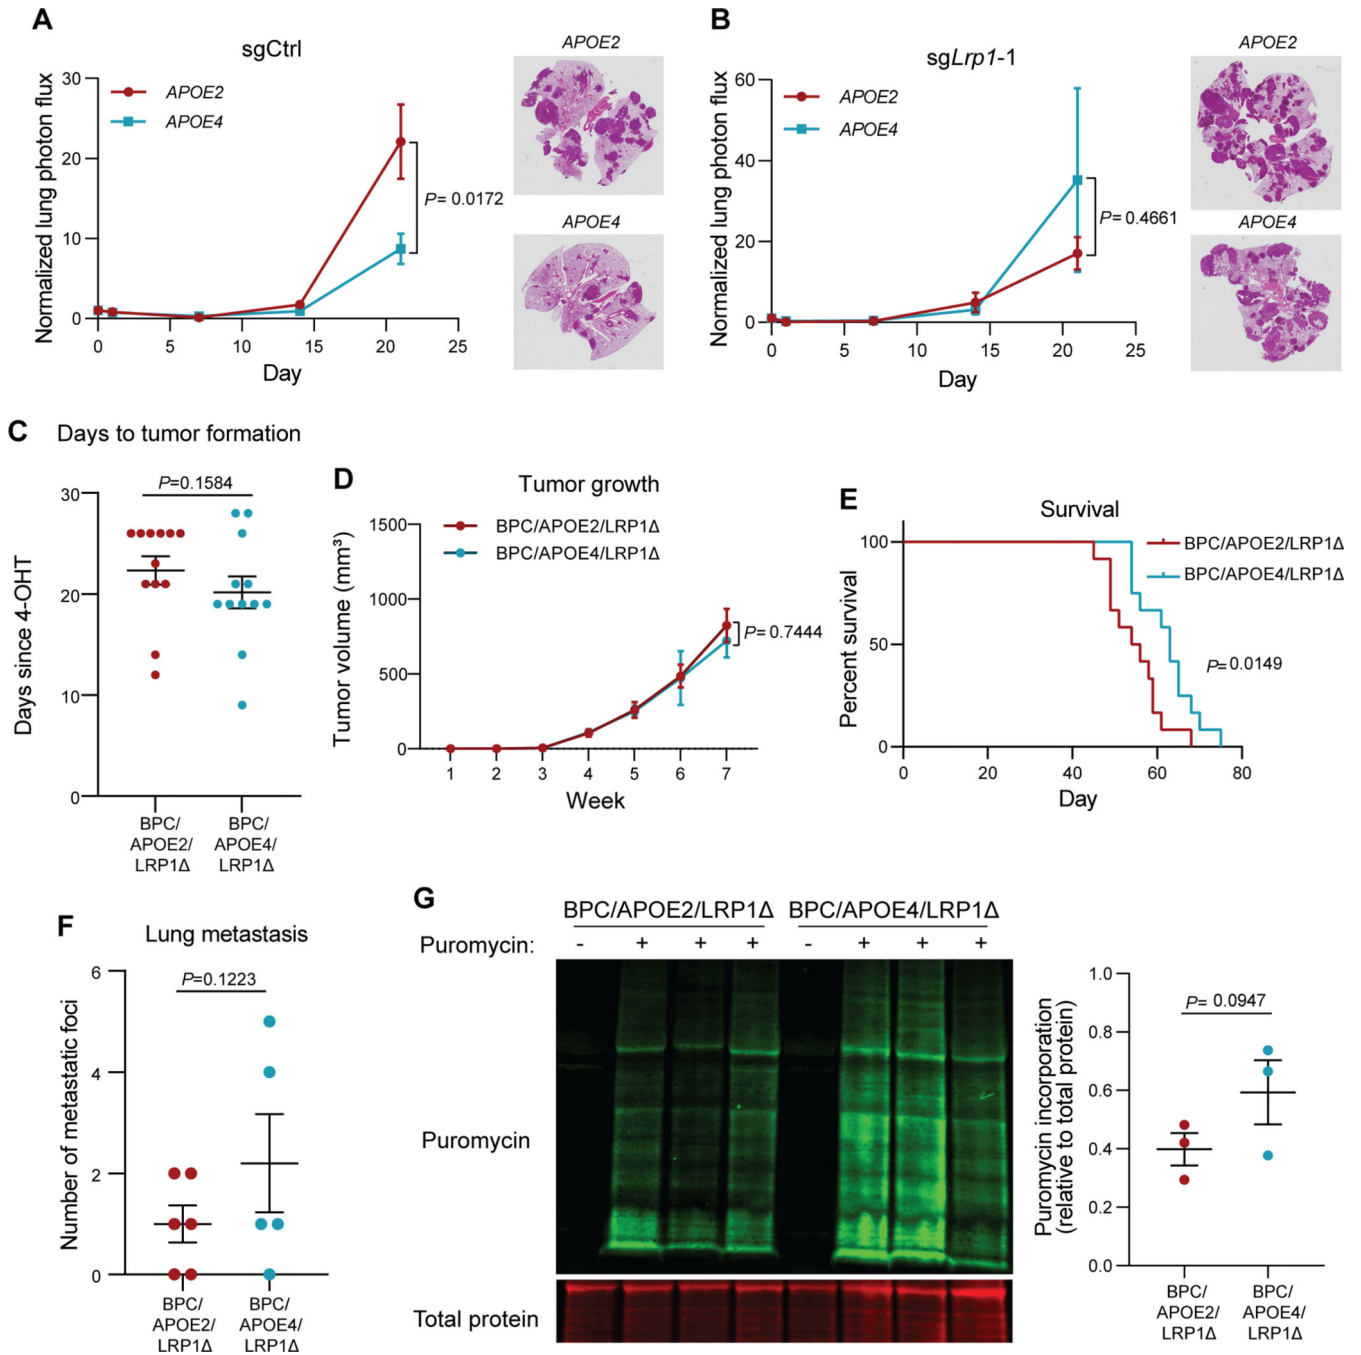 A
sgCtrl
Normalized lung photon flux
30
20
10
0
0 5 10 15 20 25
Day
APOE2
APOE4
P= 0.0172
APOE2
APOE4
B
sgLrp1-1
Normalized lung photon flux
60
40
20
0
0 5 10 15 20 25
Day
APOE2
APOE4
P= 0.4661
APOE2
APOE4
C
Days to tumor formation
P=0.1584
Days since 4-OHT
30
20
10
0
BPC/
APOE2/
LRP1Δ
BPC/
APOE4/
LRP1Δ
D
Tumor growth
BPC/APOE2/LRP1Δ
BPC/APOE4/LRP1Δ
Tumor volume (mm³)
1500
1000
500
0
P= 0.7444
1 2 3 4 5 6 7
Week
E
Survival
BPC/APOE2/LRP1Δ
BPC/APOE4/LRP1Δ
Percent survival
100
50
0
P=0.0149
0 20 40 60 80
Day
F
Lung metastasis
P=0.1223
Number of metastatic foci
6
4
2
0
BPC/
APOE2/
LRP1Δ
BPC/
APOE4/
LRP1Δ
G
BPC/APOE2/LRP1Δ BPC/APOE4/LRP1Δ
Puromycin: - + + + - + + +
Puromycin
Total protein
Puromycin incorporation
(relative to total protein)
1.0
0.8
0.6
0.4
0.2
0.0
P= 0.0947
BPC/
APOE2/
LRP1Δ
BPC/
APOE4/
LRP1Δ